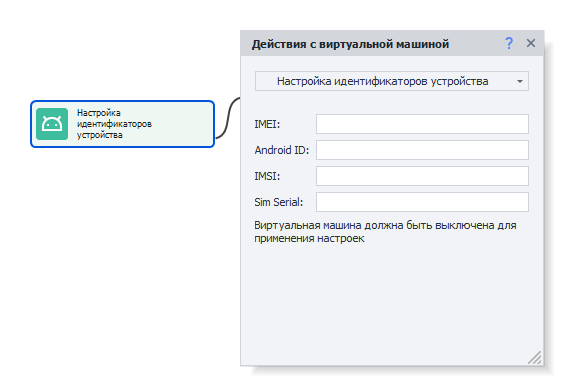 Настройка
идентификаторов
устройства
Действия с виртуальной машиной
?
Настройка идентификаторов устройства
IMEI:
Android ID:
IMSI:
Sim Serial:
Виртуальная машина должна быть выключена для
применения настроек